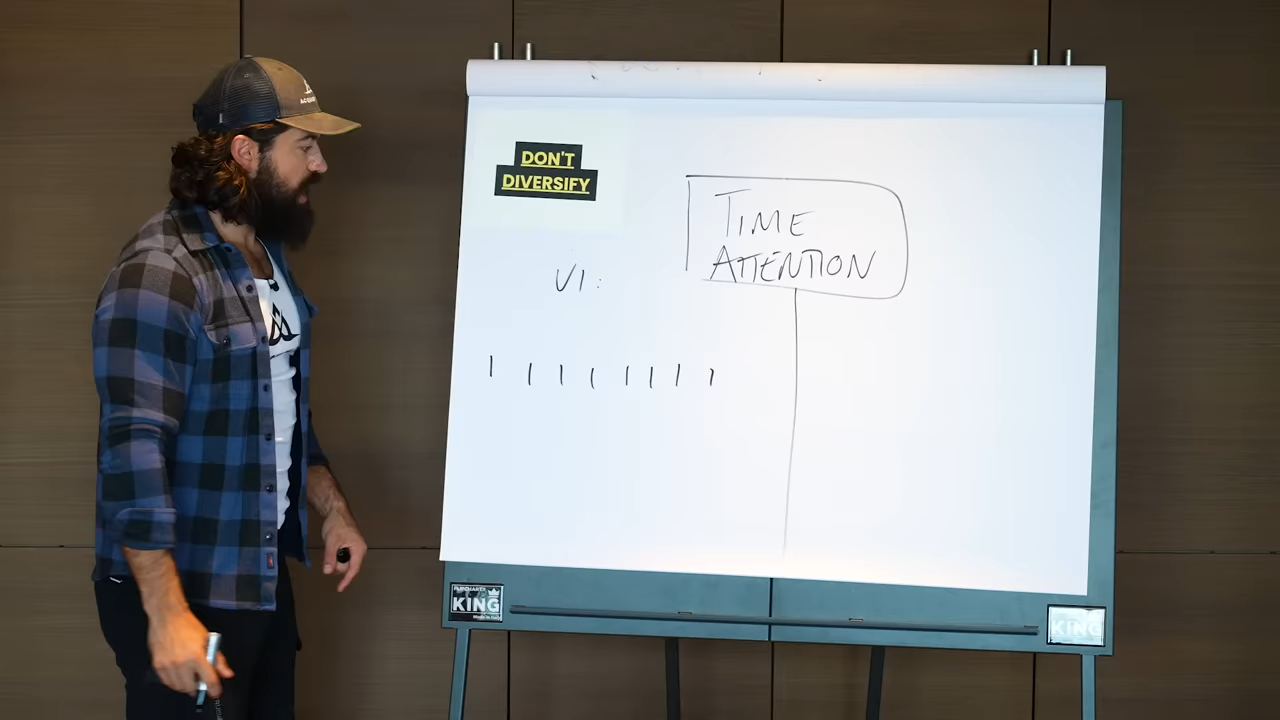 DON'T
DIVERSIFY
TIME
ATTENTION
V1:
KING
KING